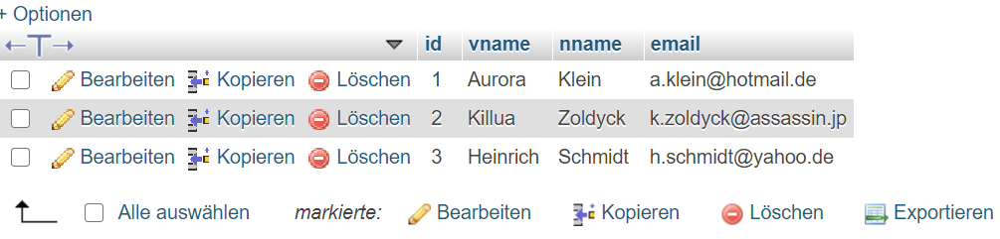 + Optionen
←T→ id vname nname email
Bearbeiten Kopieren Löschen 1 Aurora Klein a.klein@hotmail.de
Bearbeiten Kopieren Löschen 2 Killua Zoldyck k.zoldyck@assassin.jp
Bearbeiten Kopieren Löschen 3 Heinrich Schmidt h.schmidt@yahoo.de
Alle auswählen markierte: Bearbeiten Kopieren Löschen Exportieren